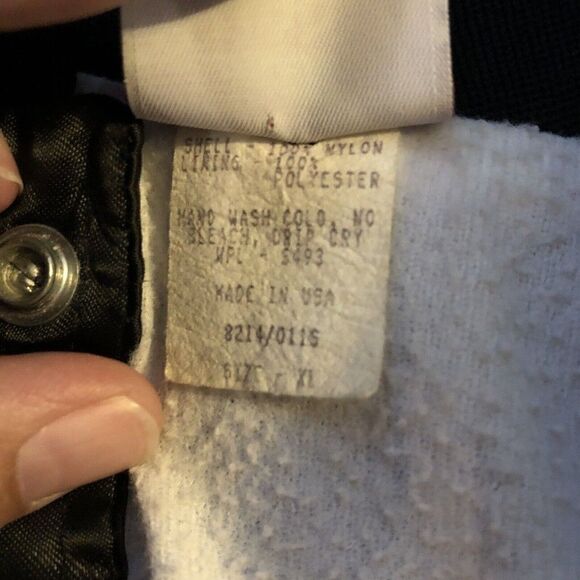 SHELL - 100% NYLON
LINING - 100%
POLYESTER
HAND WASH COLD, NO
BLEACH, DRIP DRY
WPL - 5493
MADE IN USA
8214/0115
SIZE - XL